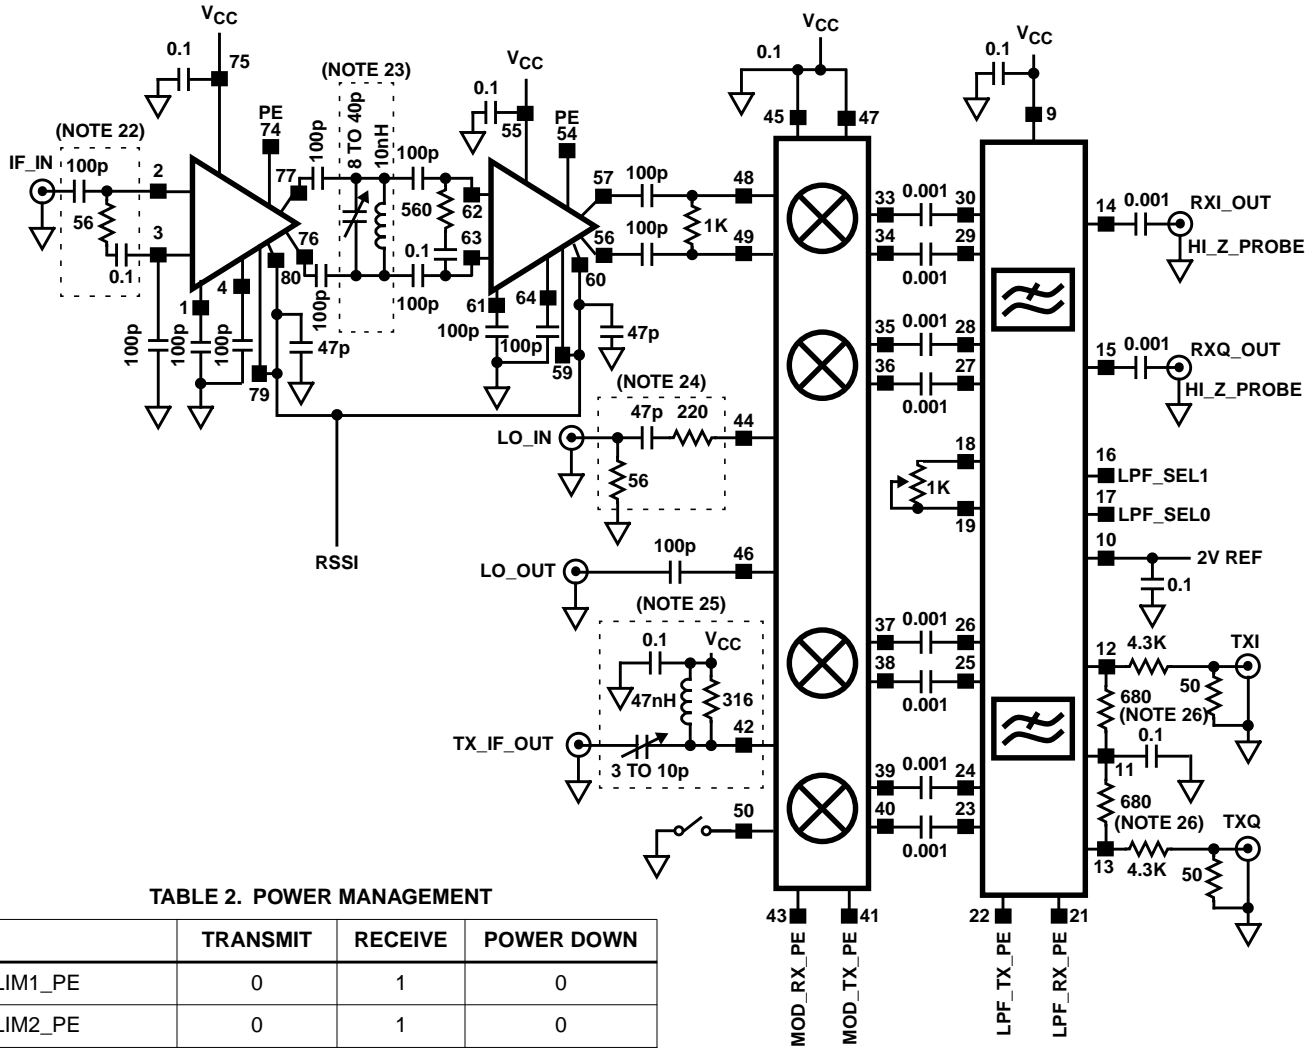 VCC
0.1
75
(NOTE 22)
IF_IN
100p
2
56
3
0.1
PE
74
77
100p
76
80
1
4
100p
100p
100p
79
47p
100p
(NOTE 23)
8 TO 40p
10nH
100p
560
0.1
100p
62
63
VCC
0.1
55
PE
54
57
100p
56
100p
60
61
64
100p
100p
59
47p
1K
48
49
RSSI
(NOTE 24)
LO_IN
47p
220
44
56
LO_OUT
100p
46
(NOTE 25)
0.1
VCC
47nH
316
TX_IF_OUT
3 TO 10p
42
50
VCC
0.1
45
47
33
0.001
30
34
0.001
29
35
0.001
28
36
0.001
27
18
1K
19
37
0.001
26
38
0.001
25
39
0.001
24
40
0.001
23
43
41
MOD_RX_PE
MOD_TX_PE
VCC
0.1
9
14
0.001
RXI_OUT
HI_Z_PROBE
15
0.001
RXQ_OUT
HI_Z_PROBE
16
LPF_SEL1
17
LPF_SEL0
10
2V REF
0.1
12
4.3K
TXI
50
680
(NOTE 26)
0.1
11
680
(NOTE 26)
TXQ
13
4.3K
50
22
21
LPF_TX_PE
LPF_RX_PE
TABLE 2. POWER MANAGEMENT
TRANSMIT RECEIVE POWER DOWN
LIM1_PE 0 1 0
LIM2_PE 0 1 0